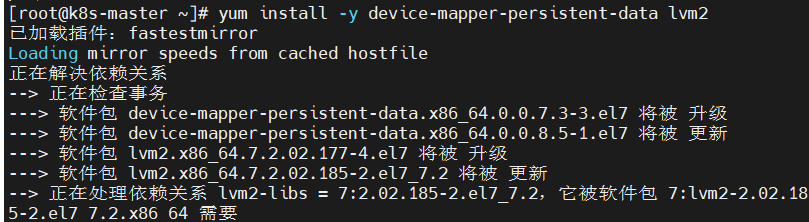 [root@k8s-master ~]# yum install -y device-mapper-persistent-data lvm2
已加载插件：fastestmirror
Loading mirror speeds from cached hostfile
正在解决依赖关系
--> 正在检查事务
---> 软件包 device-mapper-persistent-data.x86_64.0.0.7.3-3.el7 将被 升级
---> 软件包 device-mapper-persistent-data.x86_64.0.0.8.5-1.el7 将被 更新
---> 软件包 lvm2.x86_64.7.2.02.177-4.el7 将被 升级
---> 软件包 lvm2.x86_64.7.2.02.185-2.el7_7.2 将被 更新
--> 正在处理依赖关系 lvm2-libs = 7:2.02.185-2.el7_7.2，它被软件包 7:lvm2-2.02.18
5-2.el7_7.2.x86_64 需要